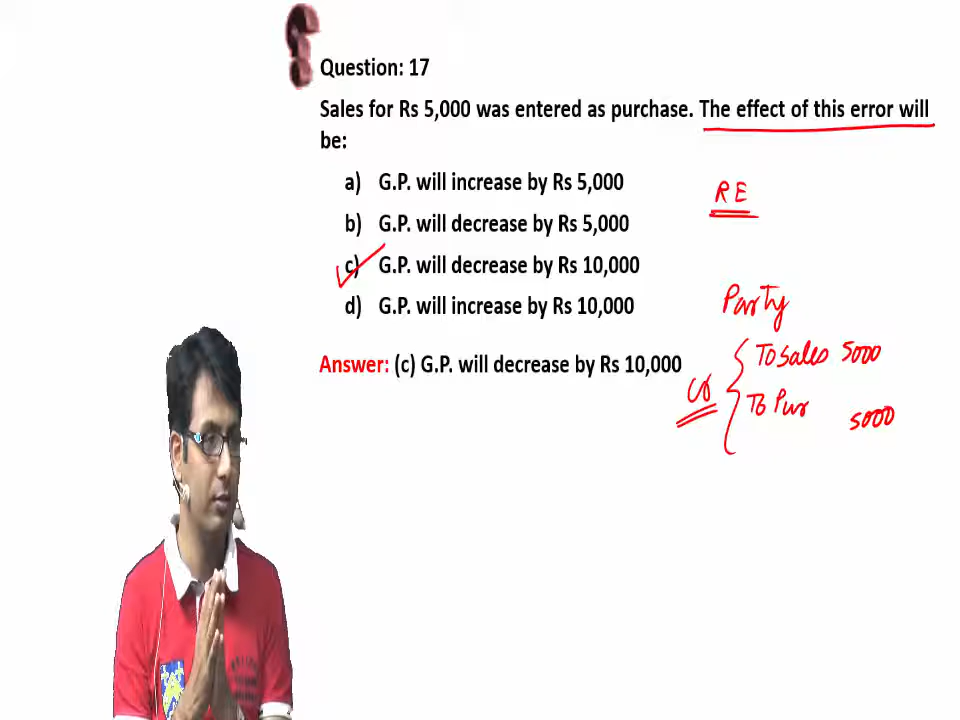 Question: 17
Sales for Rs 5,000 was entered as purchase. The effect of this error will
be:
a) G.P. will increase by Rs 5,000
b) G.P. will decrease by Rs 5,000
c) G.P. will decrease by Rs 10,000
d) G.P. will increase by Rs 10,000
Answer: (c) G.P. will decrease by Rs 10,000
RE
Party
To Sales 5000
To Pur 5000
Cr